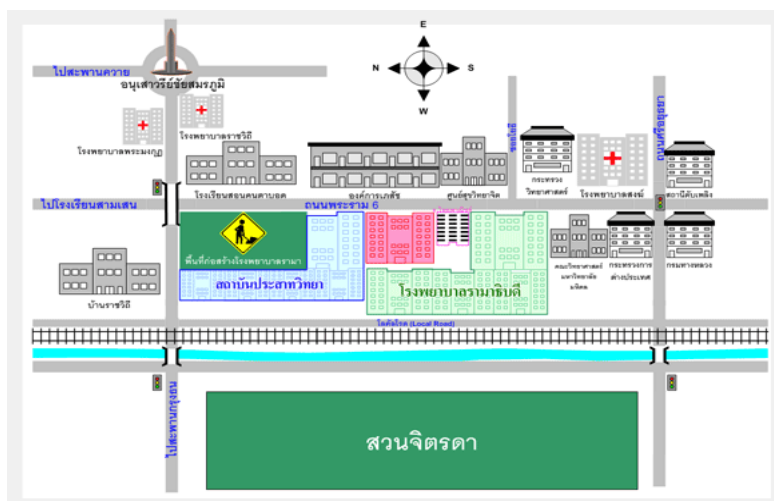 E
N
S
W
ไปสะพานควาย
อนุเสาวรีย์ชัยสมรภูมิ
โรงพยาบาลราชวิถี
โรงพยาบาลพระมงกุฎ
โรงเรียนสอนคนตาบอด
องค์การเภสัช
ศูนย์สุขวิทยาจิต
ซอยโยธี
กระทรวง
วิทยาศาสตร์
โรงพยาบาลสงฆ์
ถนนศรีอยุธยา
สถานีดับเพลิง
ไปโรงเรียนสามเสน
ถนนพระราม 6
พื้นที่ก่อสร้างโรงพยาบาลรามา
สถาบันประสาทวิทยา
โรงพยาบาลรามาธิบดี
คณะวิทยาศาสตร์
มหาวิทยาลัย
มหิดล
กระทรวงการ
ต่างประเทศ
กรมทางหลวง
บ้านราชวิถี
โลคัลโรด (Local Road)
ไปสะพานกรุงธน
สวนจิตรดา